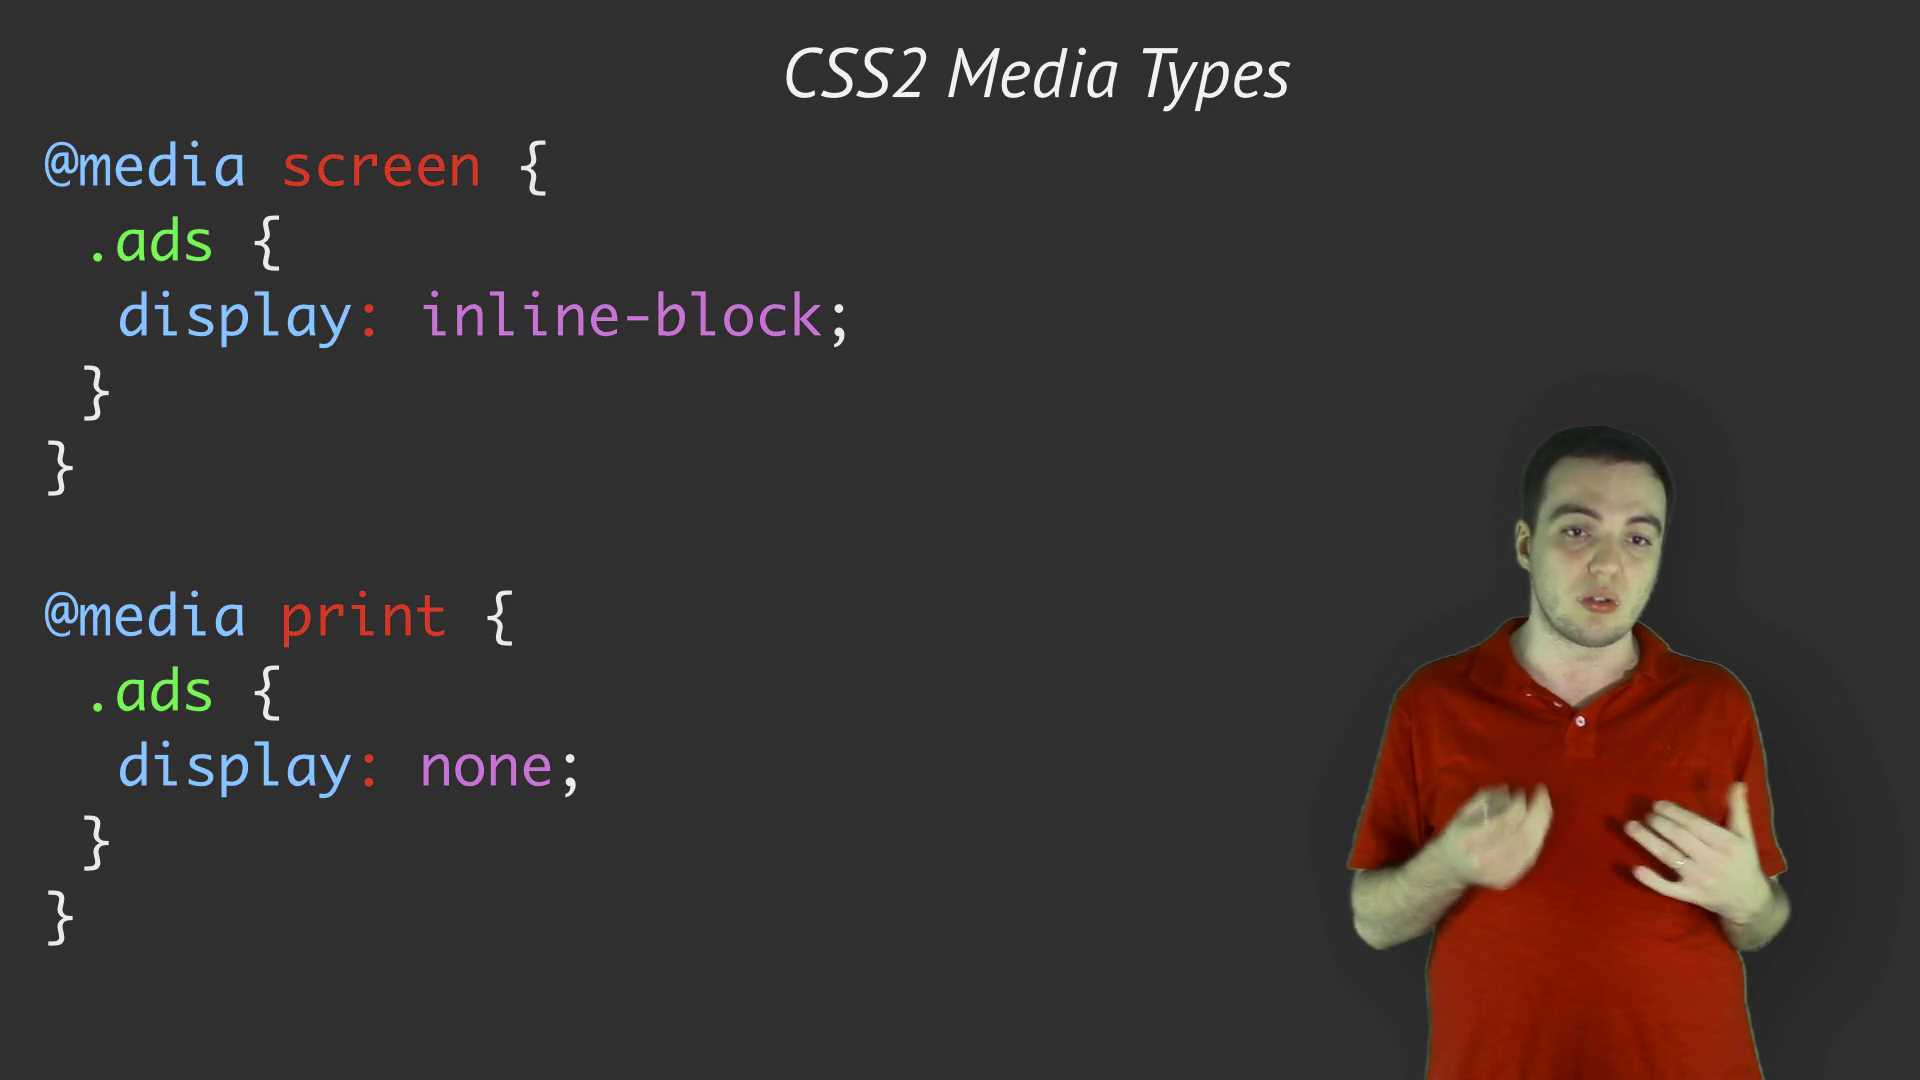 CSS2 Media Types
@media screen {
.ads {
display: inline-block;
}
}
@media print {
.ads {
display: none;
}
}